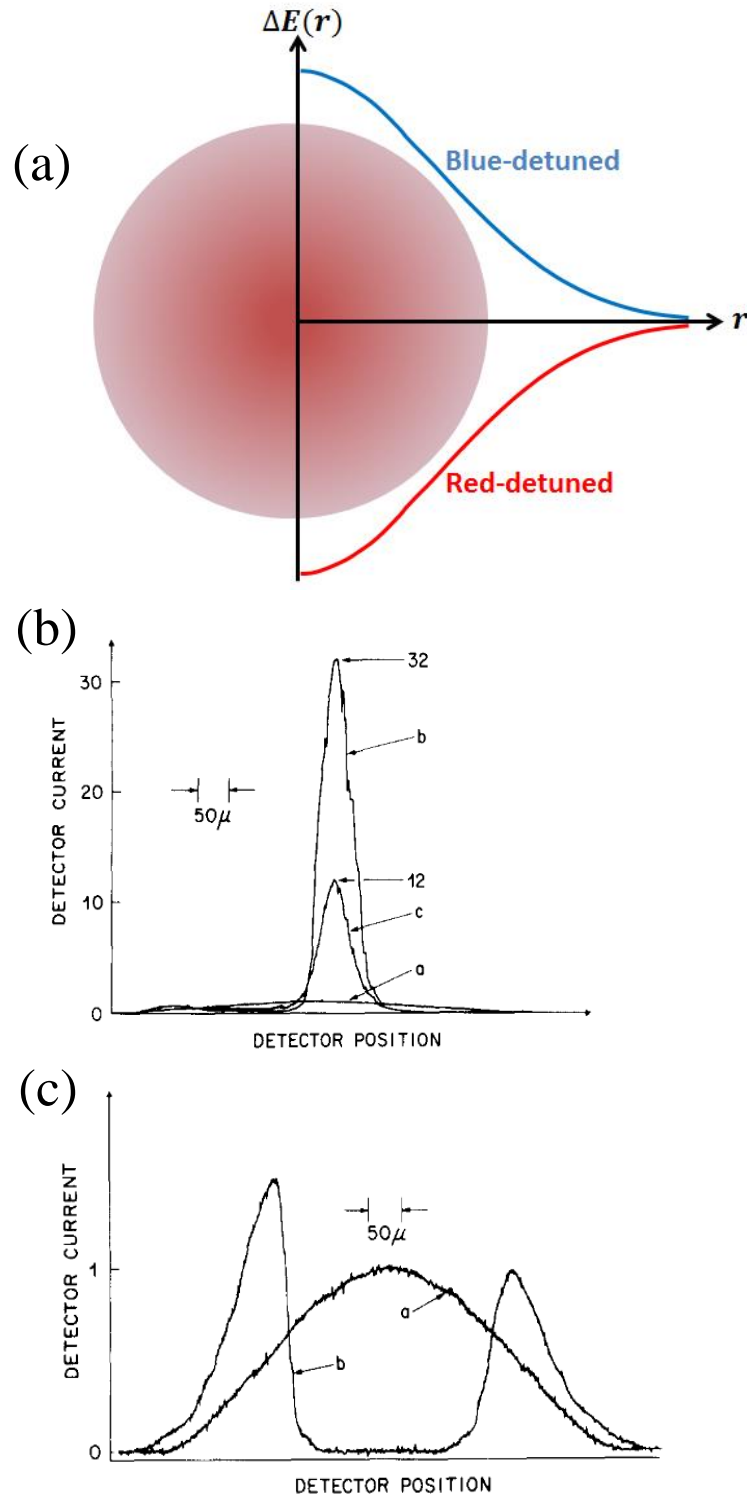 ΔE(r)
(a)
Blue-detuned
r
Red-detuned
(b)
32
30
b
DETECTOR CURRENT
20
50μ
12
10
c
a
0
DETECTOR POSITION
(c)
DETECTOR CURRENT
50μ
1
a
b
0
DETECTOR POSITION